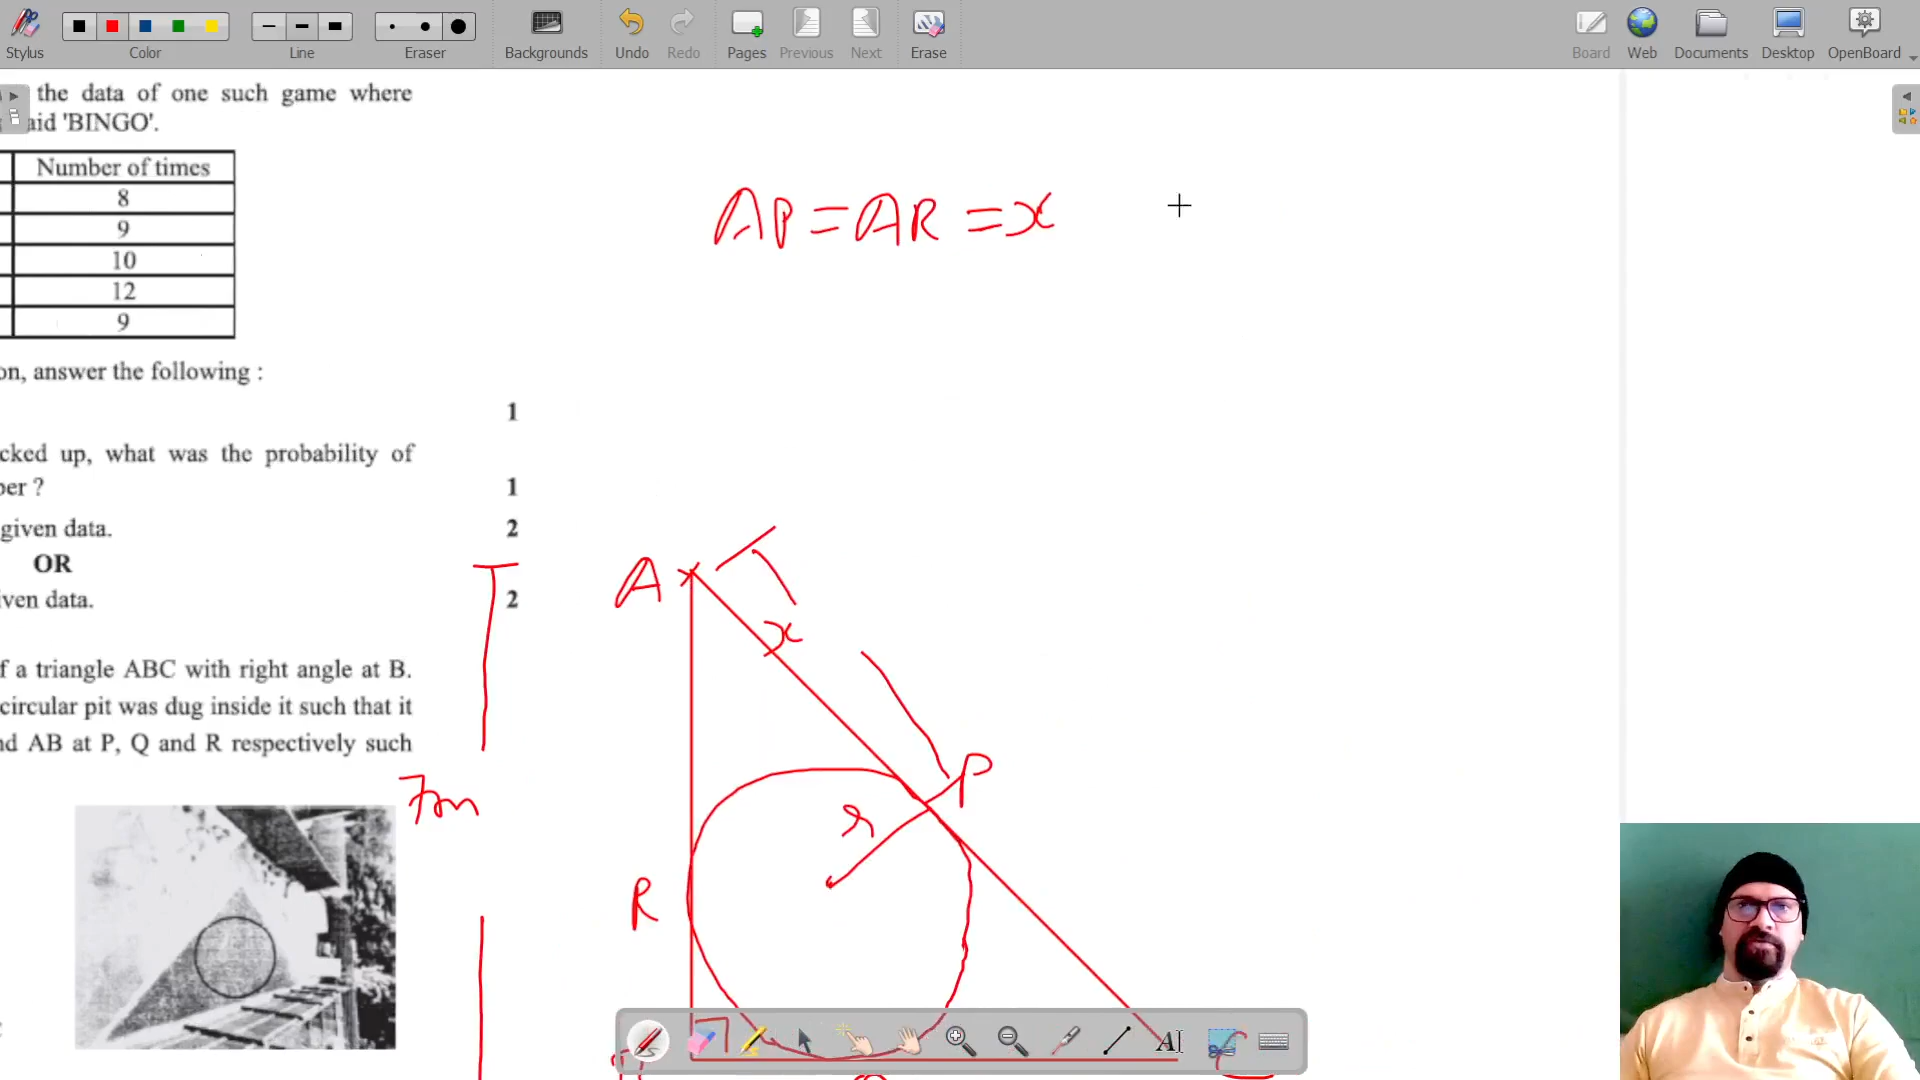 Stylus Color Line Eraser Backgrounds Undo Redo Pages Previous Next Erase Board Web Documents Desktop OpenBoard
the data of one such game where
aid 'BINGO'.
Number of times
8
9
10
12
9
on, answer the following :
1
cked up, what was the probability of
ber ?
1
given data.
2
OR
ven data.
2
f a triangle ABC with right angle at B.
circular pit was dug inside it such that it
nd AB at P, Q and R respectively such
AP = AR = x
A
x
P
r
7m
R